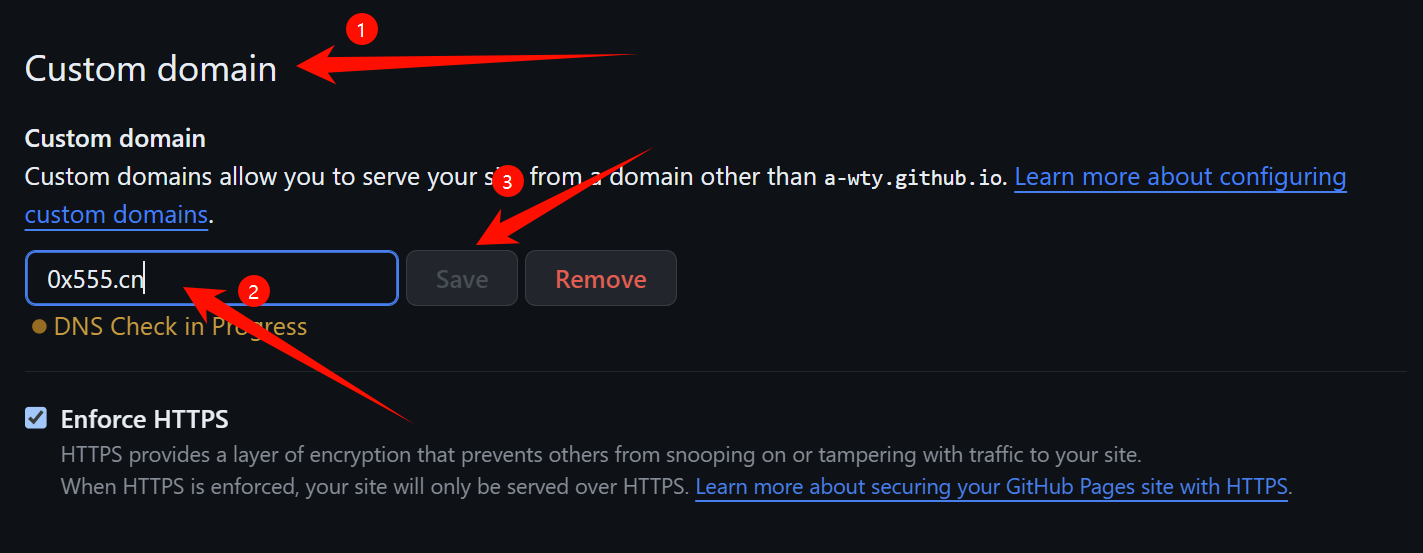 1
Custom domain
Custom domain
Custom domains allow you to serve your site from a domain other than a-wty.github.io. Learn more about configuring
custom domains.
3
0x555.cn
Save
Remove
2
DNS Check in Progress
Enforce HTTPS
HTTPS provides a layer of encryption that prevents others from snooping on or tampering with traffic to your site.
When HTTPS is enforced, your site will only be served over HTTPS. Learn more about securing your GitHub Pages site with HTTPS.